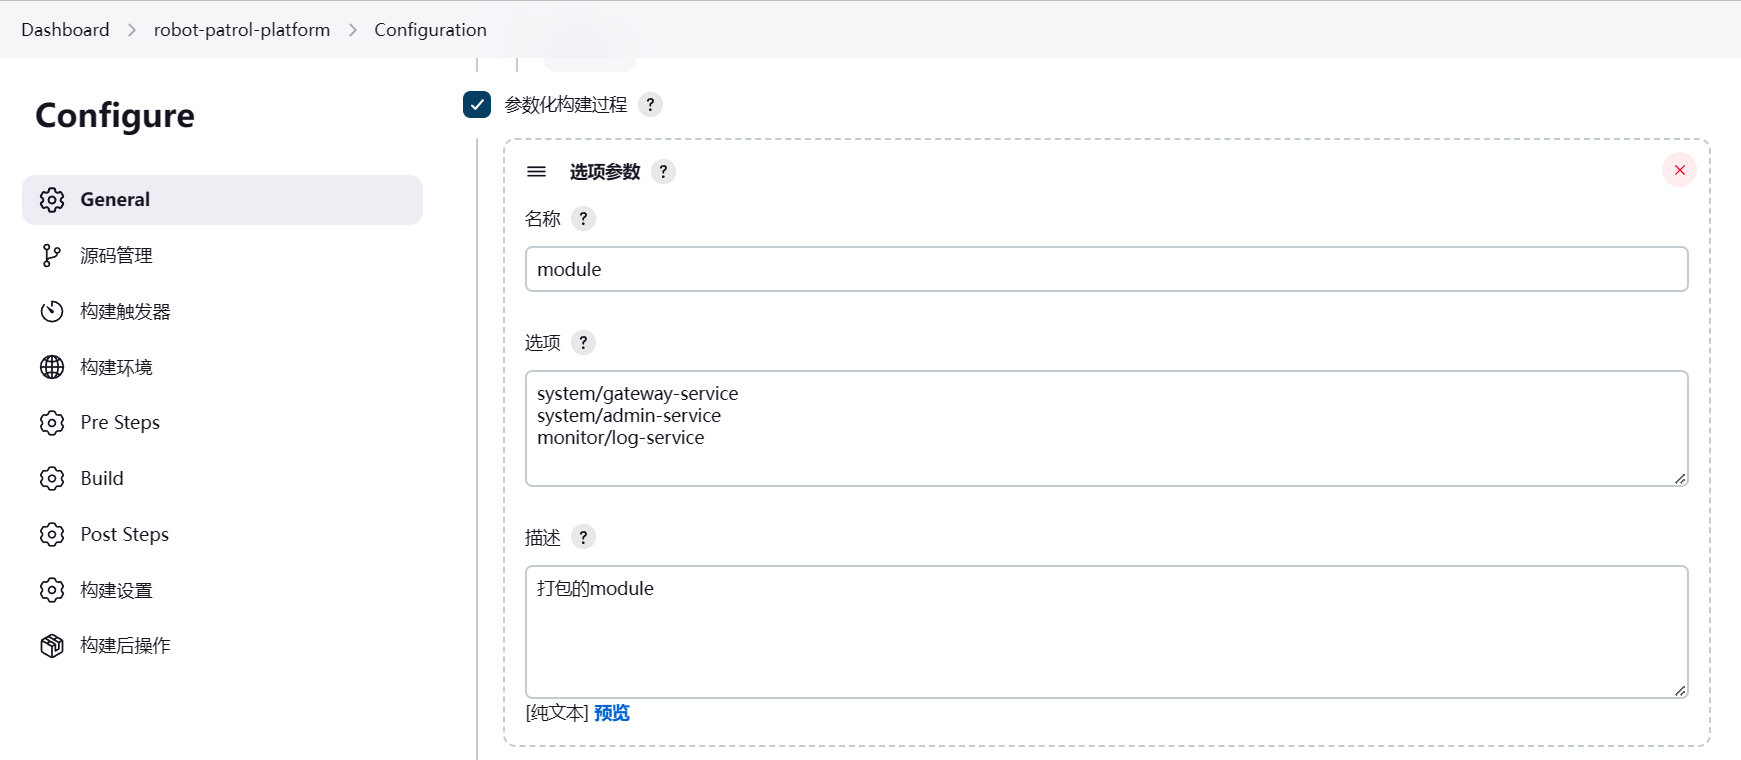 Dashboard > robot-patrol-platform > Configuration
Configure
General
源码管理
构建触发器
构建环境
Pre Steps
Build
Post Steps
构建设置
构建后操作
参数化构建过程 ?
选项参数 ?
名称 ?
module
选项 ?
system/gateway-service
system/admin-service
monitor/log-service
描述 ?
打包的module
[纯文本] 预览